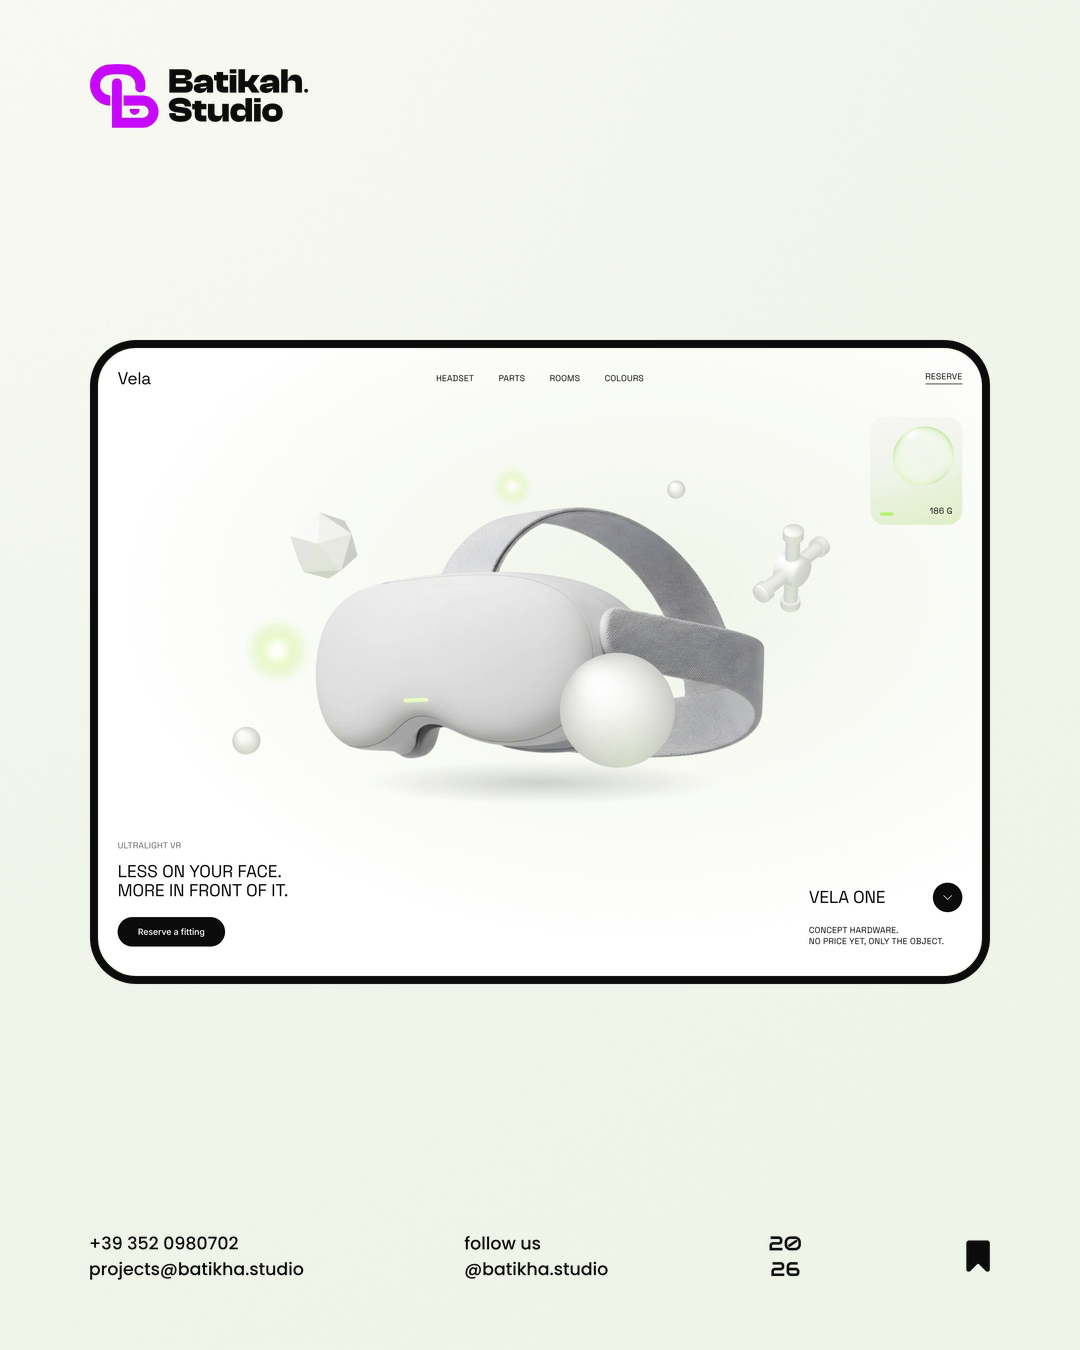 Batikah.
Studio
Vela
HEADSET PARTS ROOMS COLOURS
RESERVE
186 G
ULTRALIGHT VR
LESS ON YOUR FACE.
MORE IN FRONT OF IT.
Reserve a fitting
VELA ONE
CONCEPT HARDWARE.
NO PRICE YET, ONLY THE OBJECT.
+39 352 0980702
projects@batikha.studio
follow us
@batikha.studio
20
26